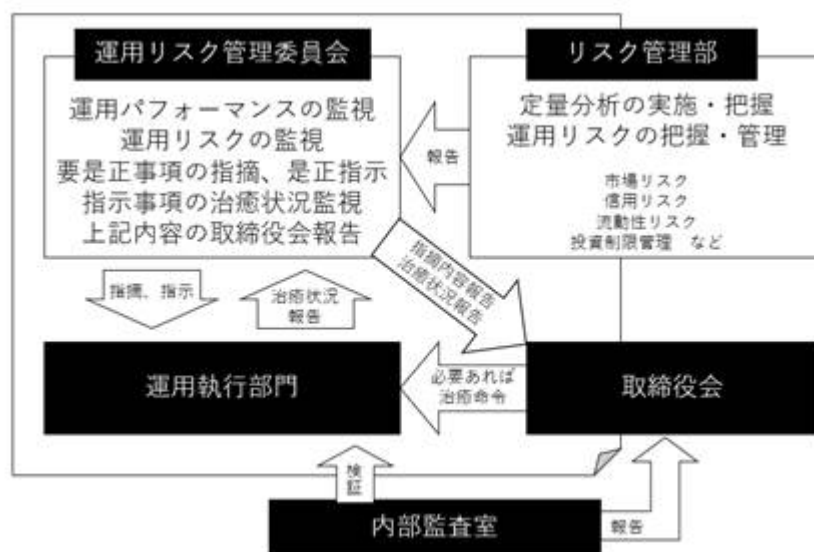 運用リスク管理委員会
運用パフォーマンスの監視
運用リスクの監視
要是正事項の指摘、是正指示
指示事項の治癒状況監視
上記内容の取締役会報告
リスク管理部
定量分析の実施・把握
運用リスクの把握・管理
市場リスク
信用リスク
流動性リスク
投資制限管理 など
報告
指摘、指示
治癒状況
報告
指摘内容報告
治癒状況報告
運用執行部門
必要あれば
治癒命令
取締役会
検証
内部監査室
報告